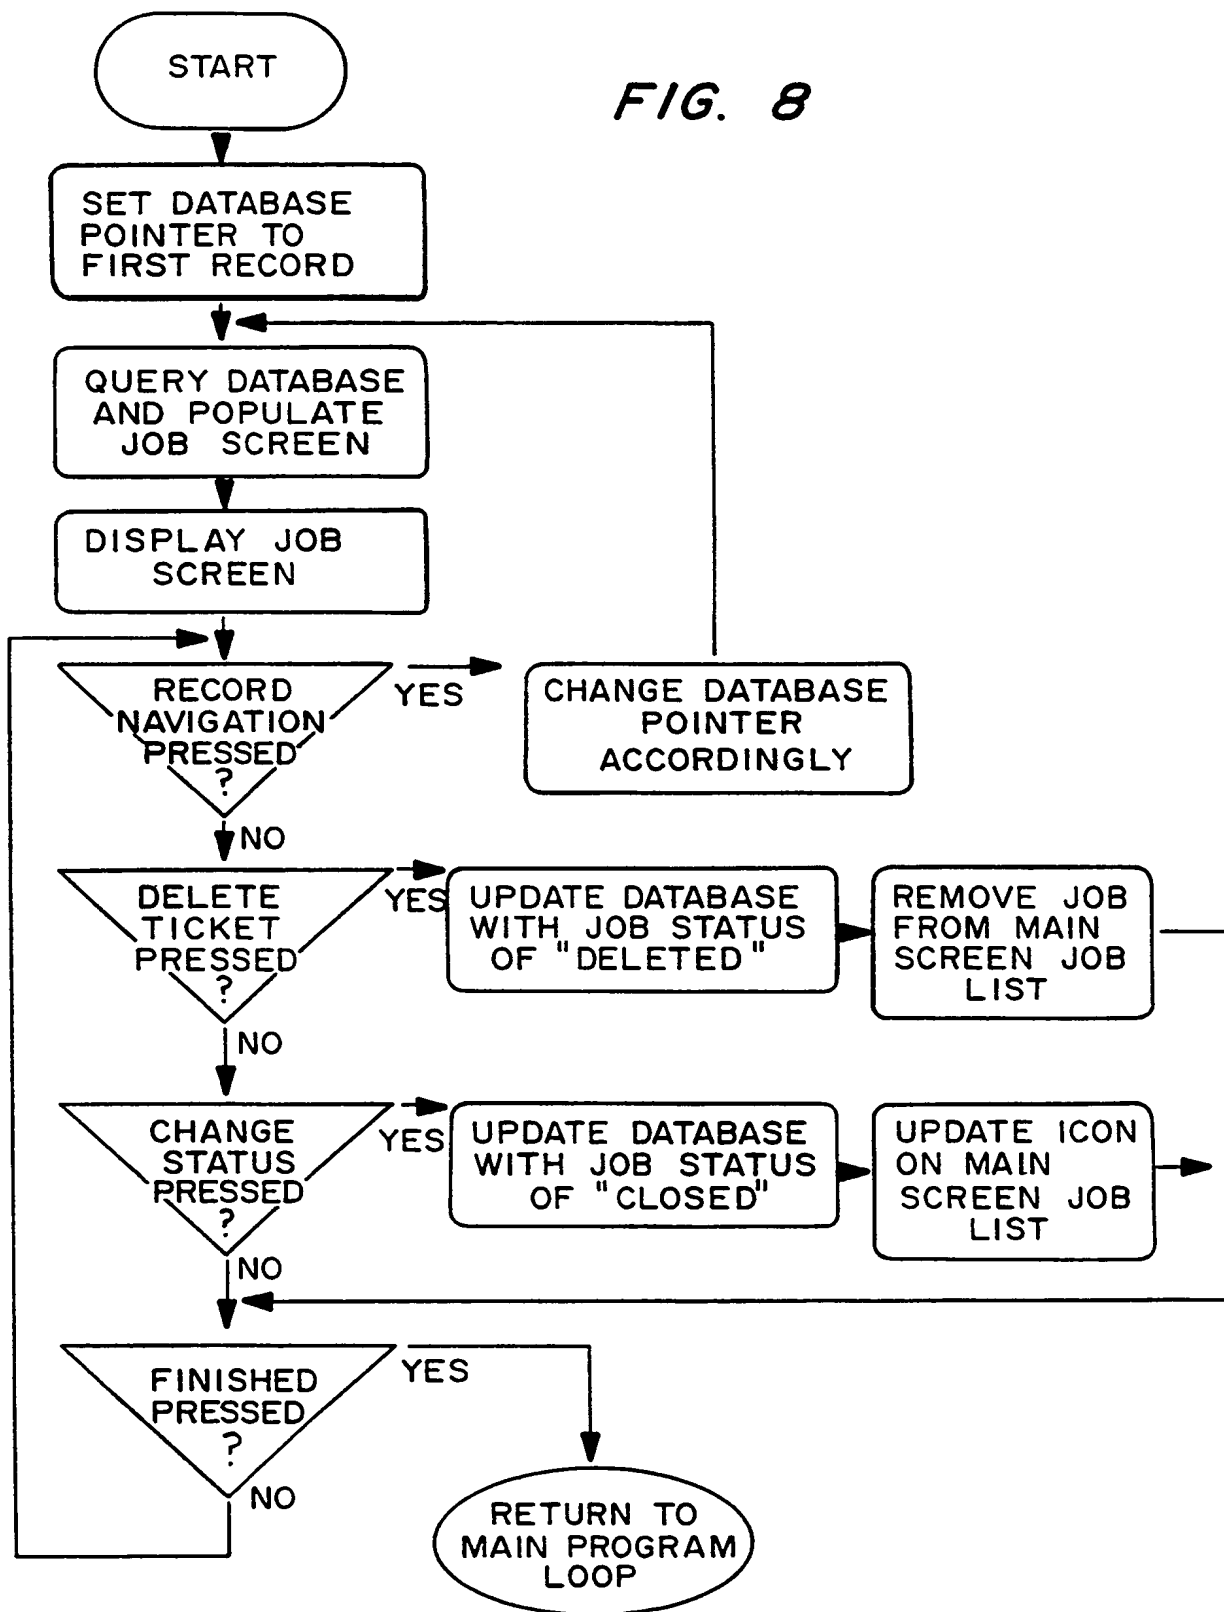 START
FIG. 8
SET DATABASE
POINTER TO
FIRST RECORD
QUERY DATABASE
AND POPULATE
JOB SCREEN
DISPLAY JOB
SCREEN
RECORD
NAVIGATION
PRESSED
?
YES
CHANGE DATABASE
POINTER
ACCORDINGLY
NO
DELETE
TICKET
PRESSED
?
YES
UPDATE DATABASE
WITH JOB STATUS
OF "DELETED"
REMOVE JOB
FROM MAIN
SCREEN JOB
LIST
NO
CHANGE
STATUS
PRESSED
?
YES
UPDATE DATABASE
WITH JOB STATUS
OF "CLOSED"
UPDATE ICON
ON MAIN
SCREEN JOB
LIST
NO
FINISHED
PRESSED
?
YES
NO
RETURN TO
MAIN PROGRAM
LOOP